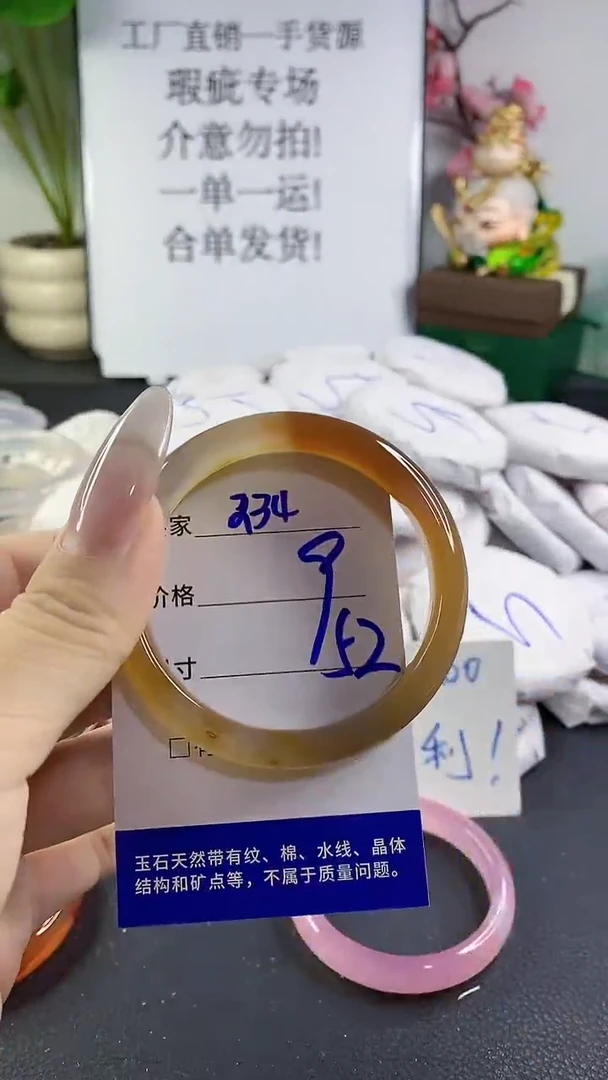 工厂直销一手货源
瑕疵专场
介意勿拍!
一单一运!
合单发货!
家 334
价格 9
寸 52
利!
玉石天然带有纹、棉、水线、晶体
结构和矿点等，不属于质量问题。